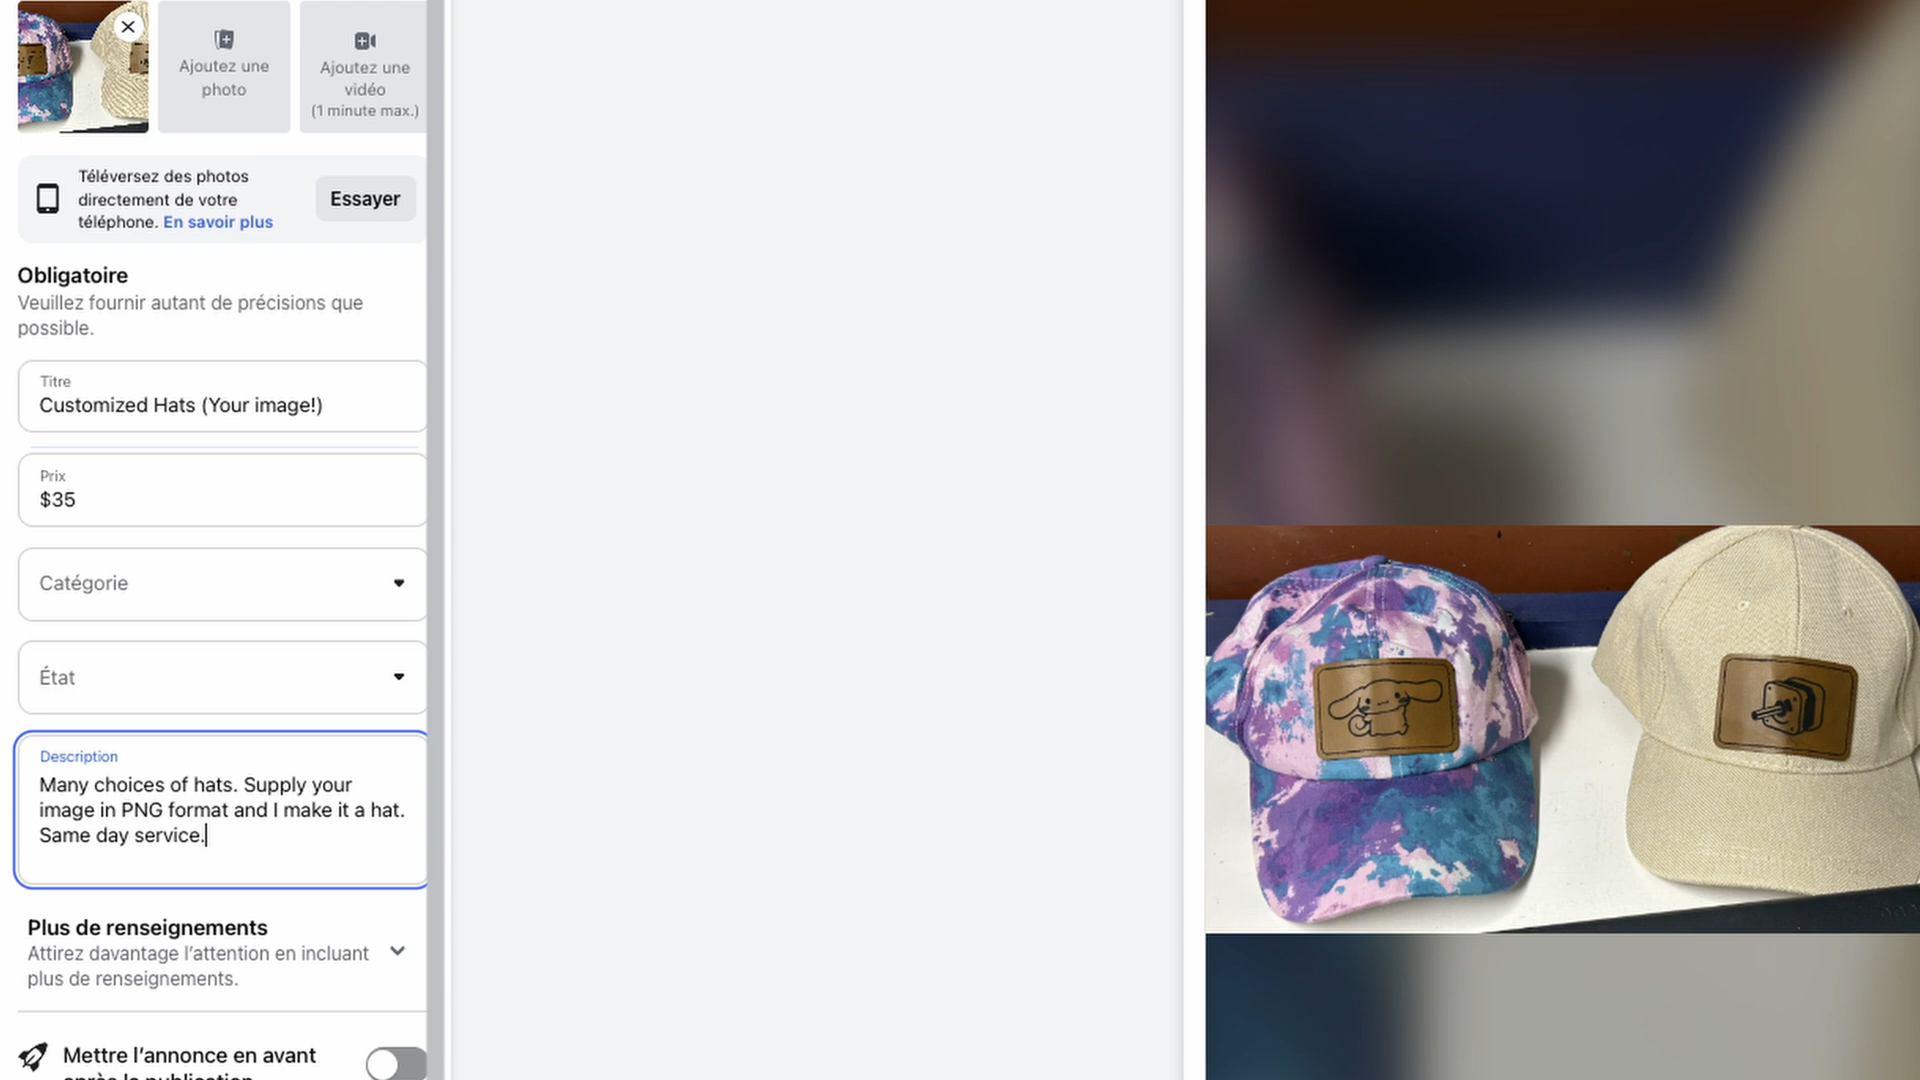 Ajoutez une
photo
Ajoutez une
vidéo
(1 minute max.)
Téléversez des photos
directement de votre
téléphone. En savoir plus
Essayer
Obligatoire
Veuillez fournir autant de précisions que
possible.
Titre
Customized Hats (Your image!)
Prix
$35
Catégorie
État
Description
Many choices of hats. Supply your
image in PNG format and I make it a hat.
Same day service.
Plus de renseignements
Attirez davantage l’attention en incluant
plus de renseignements.
Mettre l’annonce en avant
après la publication